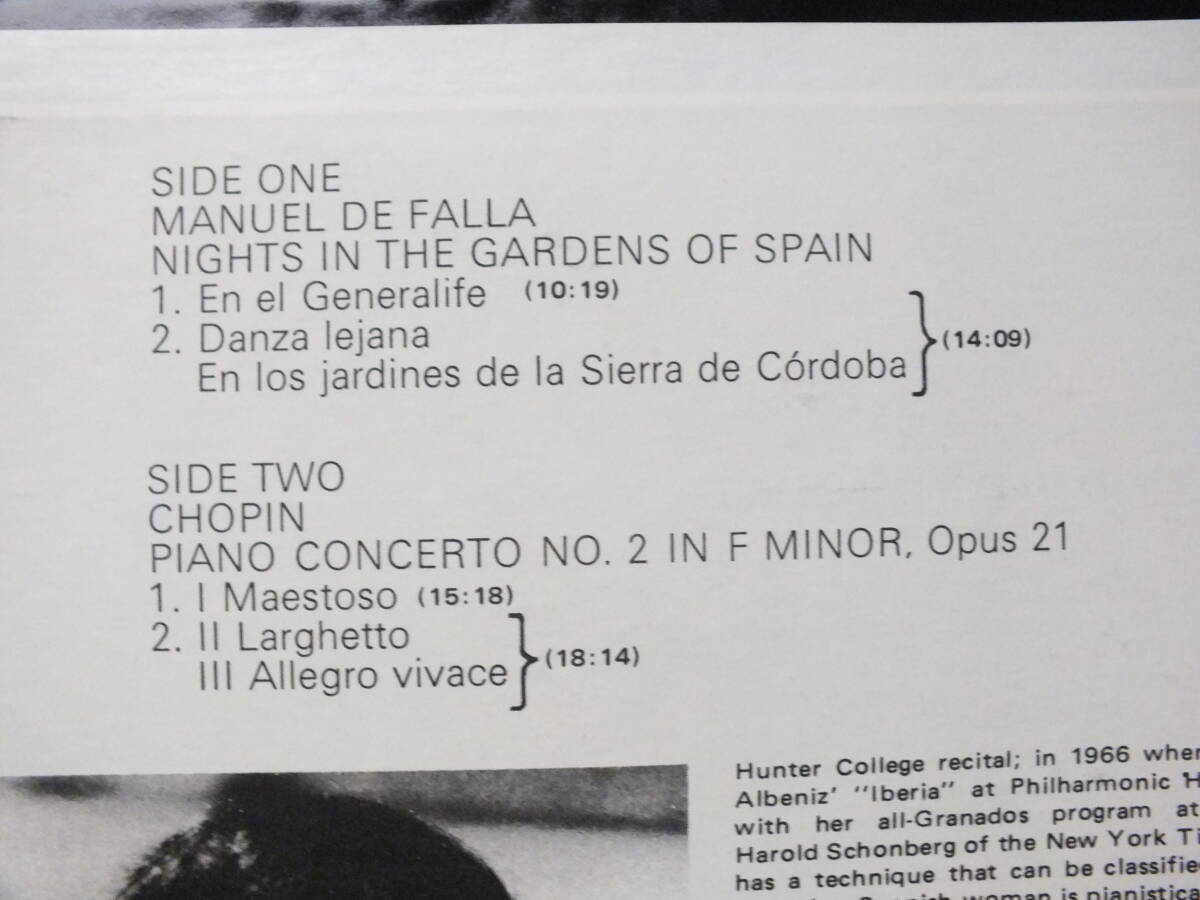 SIDE ONE
MANUEL DE FALLA
NIGHTS IN THE GARDENS OF SPAIN
1. En el Generalife (10:19)
2. Danza lejana
En los jardines de la Sierra de Córdoba
(14:09)
SIDE TWO
CHOPIN
PIANO CONCERTO NO. 2 IN F MINOR, Opus 21
1. I Maestoso (15:18)
2. II Larghetto
III Allegro vivace
(18:14)
Hunter College recital; in 1966 when
Albeniz' "Iberia" at Philharmonic
with her all-Granados program at
Harold Schonberg of the New York
has a technique that can be
woman is